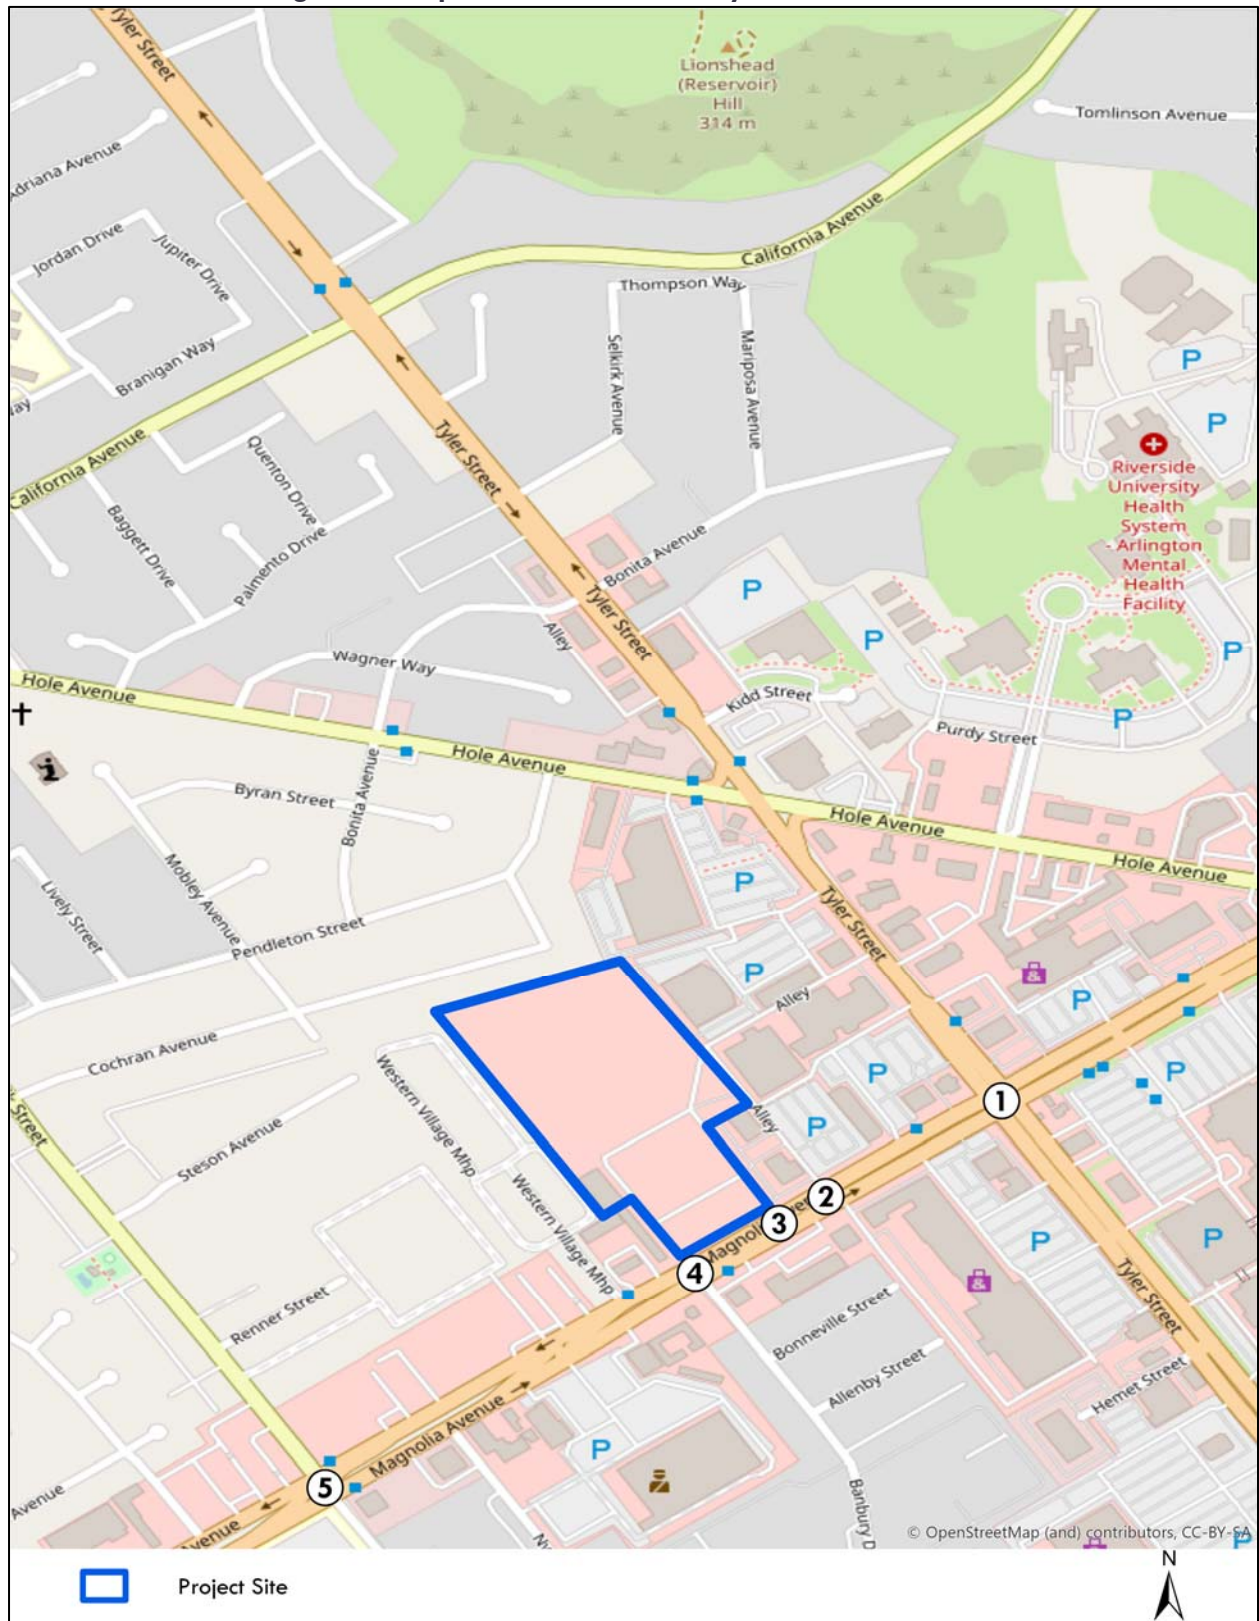 Tyler Street
Lionshead
(Reservoir)
Hill
314 m
Tomlinson Avenue
Adriana Avenue
Jordan Drive
Jupiter Drive
California Avenue
Thompson Way
Branigan Way
Selkirk Avenue
Mariposa Avenue
P
P
California Avenue
Tyler Street
Quenton Drive
Riverside
University
Health
System
- Arlington
Mental
Health
Facility
Baggett Drive
Palmento Drive
Bonita Avenue
P
Tyler Street
Alley
P
P
Wagner Way
Hole Avenue
Kidd Street
P
Purdy Street
Hole Avenue
Byran Street
Bonita Avenue
Hole Avenue
Hole Avenue
P
Mobley Avenue
Lively Street
Tyler Street
Pendleton Street
P
&
P
Alley
Cochran Avenue
P
P
Western Village Mhp
1
Alley
P
Street
Steson Avenue
Western Village Mhp
2
3
Magnolia
P
P
4
&
Tyler Street
Renner Street
Bonneville Street
Allenby Street
Hemet Street
Magnolia Avenue
P
5
Avenue
Avenue
Banbury D
© OpenStreetMap (and) contributors, CC-BY-SA
P
N
Project Site